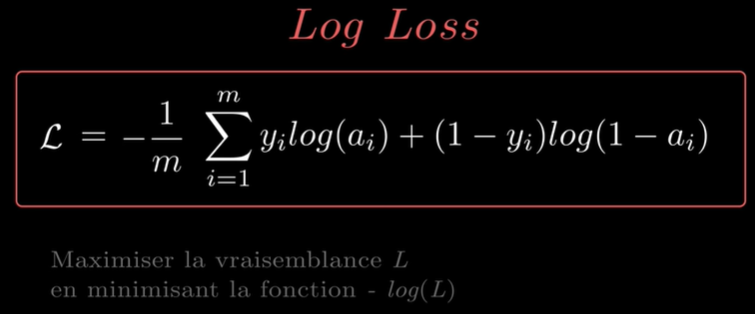 Log Loss
ℒ = −1/m ∑_{i=1}^{m} y_i log(a_i) + (1 − y_i)log(1 − a_i)
Maximiser la vraisemblance L
en minimisant la fonction - log(L)